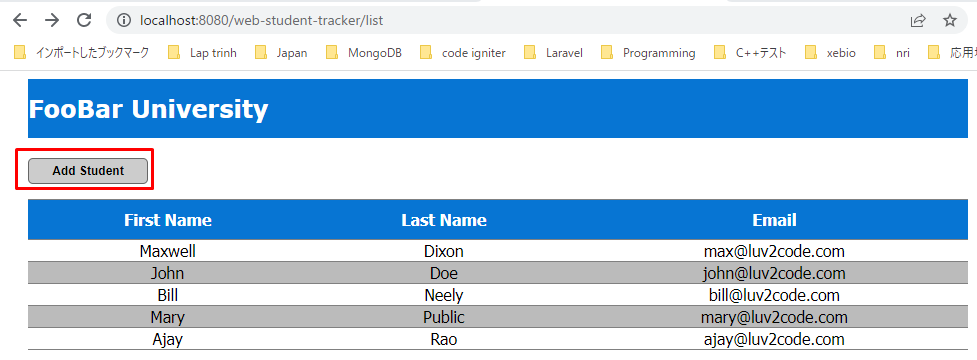 localhost:8080/web-student-tracker/list
インポートしたブックマーク Lap trinh Japan MongoDB code igniter Laravel Programming C++テスト xebio nri 応用
FooBar University
Add Student
First Name Last Name Email
Maxwell Dixon max@luv2code.com
John Doe john@luv2code.com
Bill Neely bill@luv2code.com
Mary Public mary@luv2code.com
Ajay Rao ajay@luv2code.com